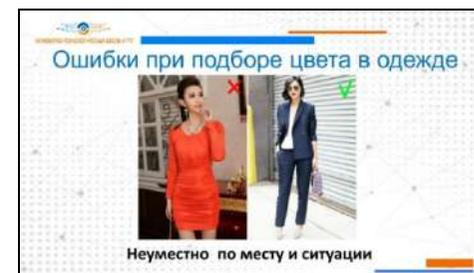 Ошибки при подборе цвета в одежде
Неуместно по месту и ситуации